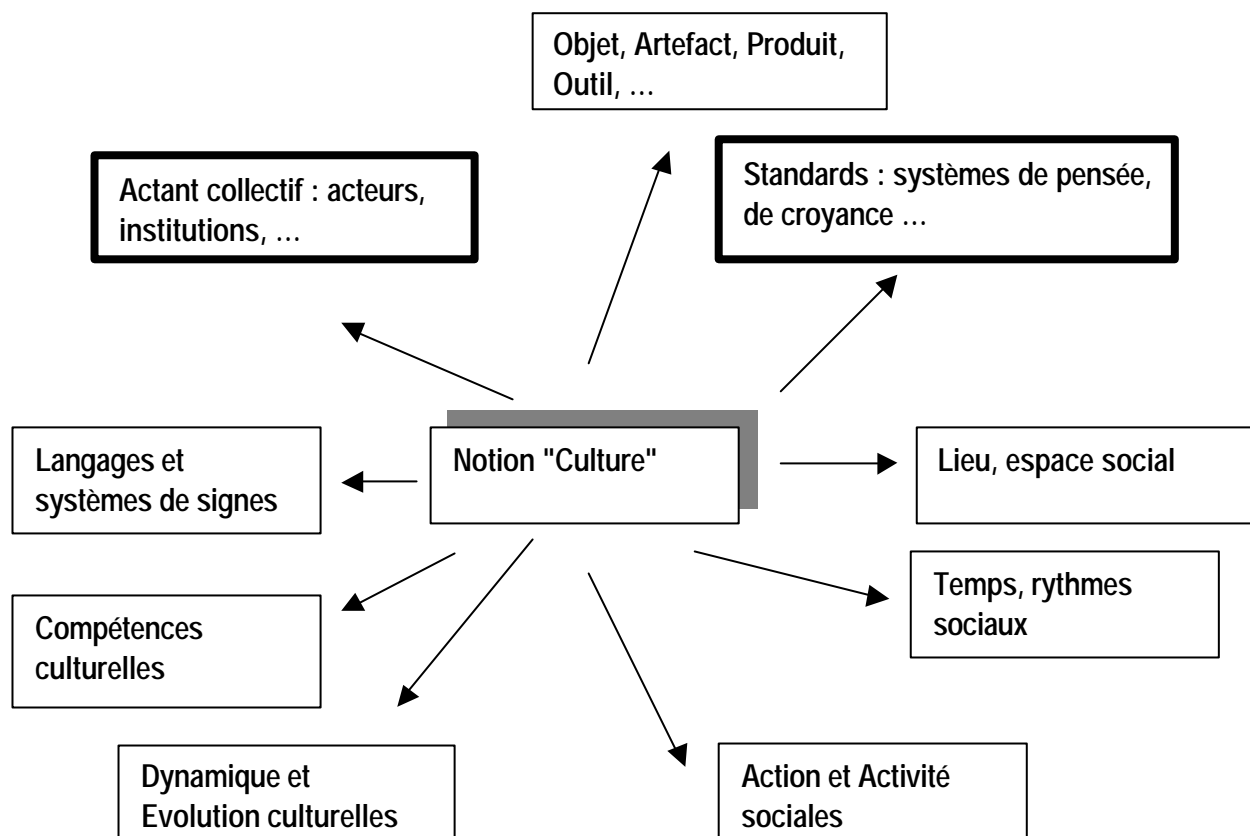 Objet, Artefact, Produit,
Outil, …
Actant collectif : acteurs,
institutions, …
Standards : systèmes de pensée,
de croyance …
Langages et
systèmes de signes
Notion "Culture"
Lieu, espace social
Temps, rythmes
sociaux
Compétences
culturelles
Dynamique et
Evolution culturelles
Action et Activité
sociales